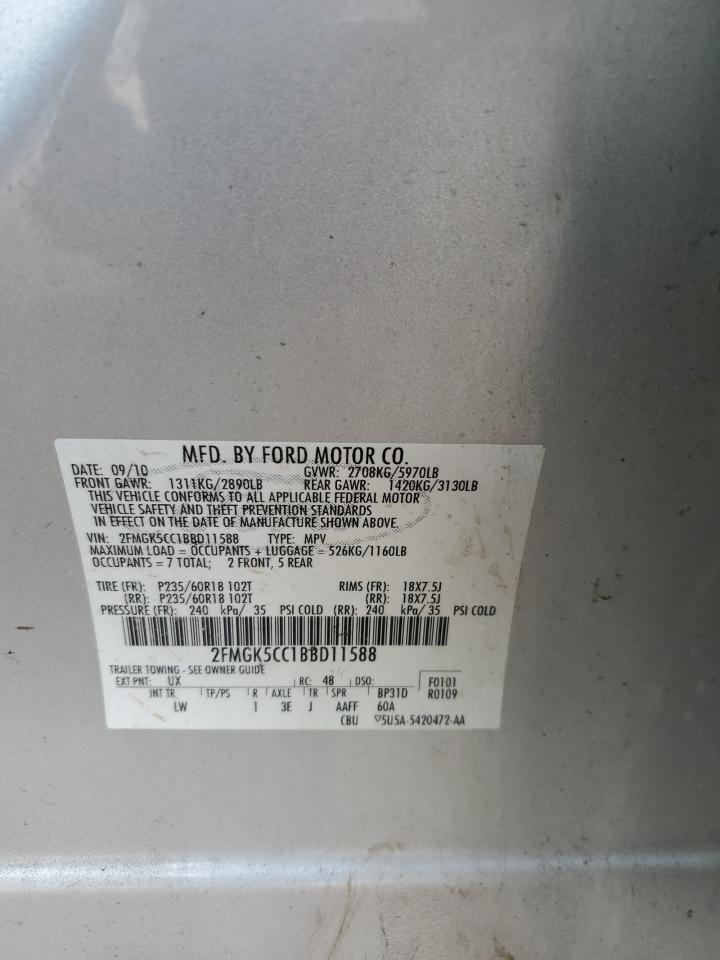 MFD. BY FORD MOTOR CO.
DATE: 09/10 GVWR: 2708KG/5970LB
FRONT GAWR: 1311KG/2890LB REAR GAWR: 1420KG/3130LB
THIS VEHICLE CONFORMS TO ALL APPLICABLE FEDERAL MOTOR
VEHICLE SAFETY AND THEFT PREVENTION STANDARDS
IN EFFECT ON THE DATE OF MANUFACTURE SHOWN ABOVE.
VIN: 2FMGK5CC1BBD11588 TYPE: MPV
MAXIMUM LOAD = OCCUPANTS + LUGGAGE = 526KG/1160LB
OCCUPANTS = 7 TOTAL; 2 FRONT, 5 REAR
TIRE (FR): P235/60R18 102T RIMS (FR): 18X7.5J
(RR): P235/60R18 102T (RR): 18X7.5J
PRESSURE (FR): 240 kPa/ 35 PSI COLD (RR): 240 kPa/ 35 PSI COLD
2FMGK5CC1BBD11588
TRAILER TOWING - SEE OWNER GUIDE
EXT PNT: UX RC: 48 DSO: F0101
INT TR TP/PS R AXLE TR SPR BP31D R0109
LW 1 3E J AAFF 60A
CBU ▽5U5A-5420472-AA